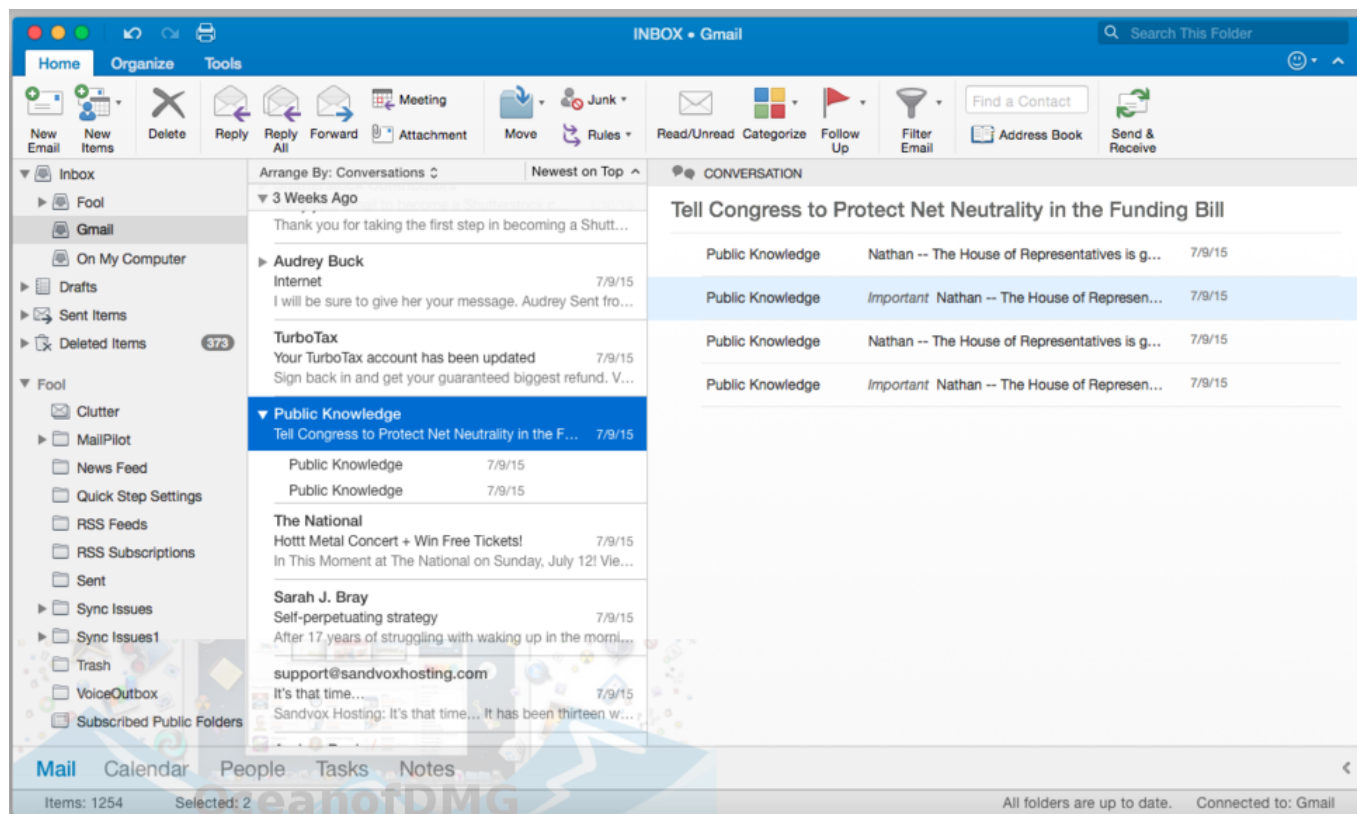 INBOX • Gmail
Search This Folder
Home Organize Tools
New Email
New Items
Delete
Reply
Reply All
Forward
Meeting
Attachment
Move
Junk
Rules
Read/Unread
Categorize
Follow Up
Filter Email
Find a Contact
Address Book
Send & Receive
Inbox
Fool
Gmail
On My Computer
Drafts
Sent Items
Deleted Items 373
Fool
Clutter
MailPilot
News Feed
Quick Step Settings
RSS Feeds
RSS Subscriptions
Sent
Sync Issues
Sync Issues1
Trash
VoiceOutbox
Subscribed Public Folders
Arrange By: Conversations Newest on Top
3 Weeks Ago
Thank you for taking the first step in becoming a Shutt...
Audrey Buck
Internet 7/9/15
I will be sure to give her your message. Audrey Sent fro...
TurboTax
Your TurboTax account has been updated 7/9/15
Sign back in and get your guaranteed biggest refund. V...
Public Knowledge
Tell Congress to Protect Net Neutrality in the F... 7/9/15
Public Knowledge 7/9/15
Public Knowledge 7/9/15
The National
Hottt Metal Concert + Win Free Tickets! 7/9/15
In This Moment at The National on Sunday, July 12! Vie...
Sarah J. Bray
Self-perpetuating strategy 7/9/15
After 17 years of struggling with waking up in the morni...
support@sandvoxhosting.com
It's that time... 7/9/15
Sandvox Hosting: It's that time... It has been thirteen w...
CONVERSATION
Tell Congress to Protect Net Neutrality in the Funding Bill
Public Knowledge Nathan -- The House of Representatives is g... 7/9/15
Public Knowledge Important Nathan -- The House of Represen... 7/9/15
Public Knowledge Nathan -- The House of Representatives is g... 7/9/15
Public Knowledge Important Nathan -- The House of Represen... 7/9/15
Mail Calendar People Tasks Notes
OceanofDMG
Items: 1254 Selected: 2 All folders are up to date. Connected to: Gmail